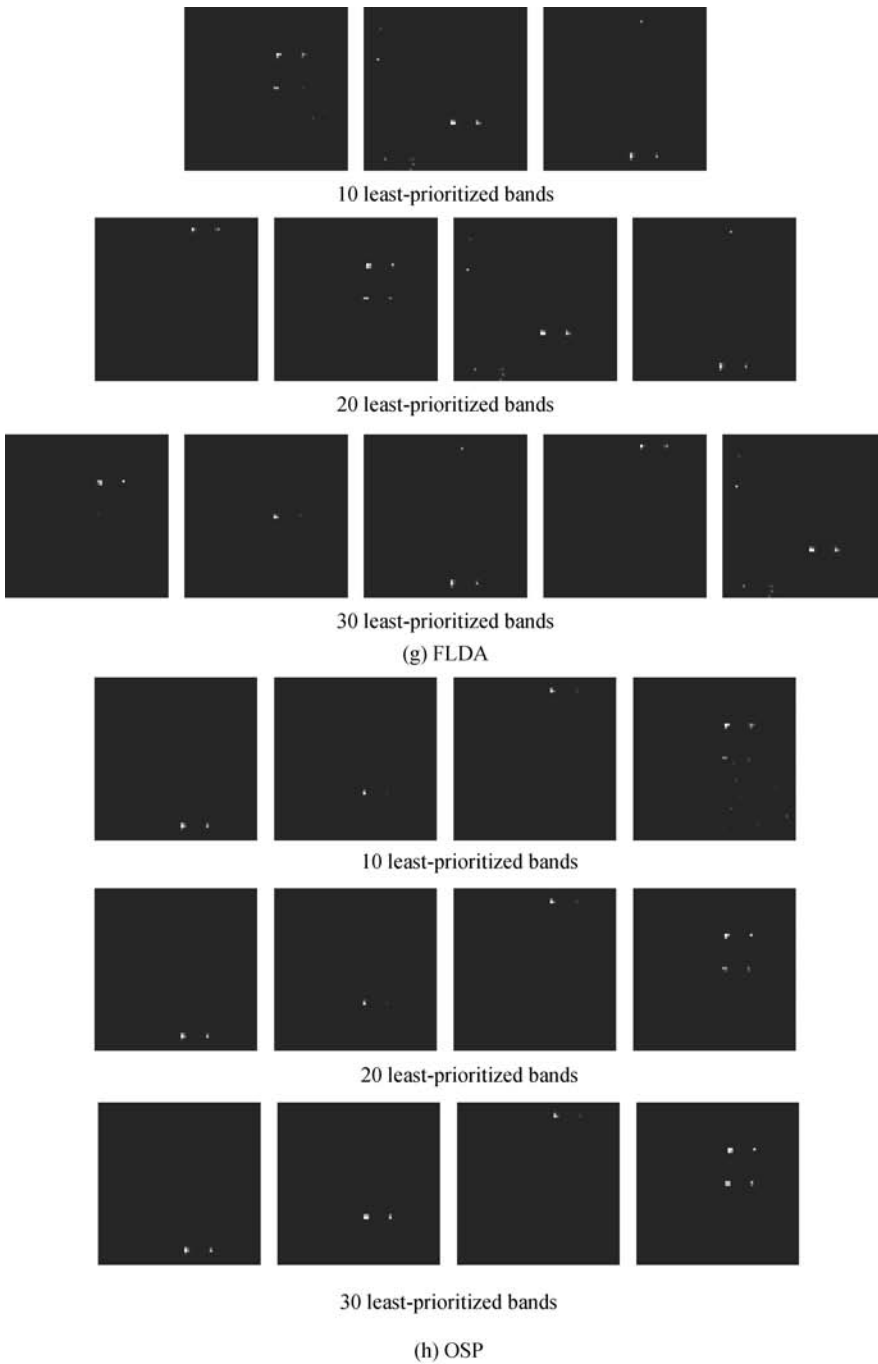 10 least-prioritized bands
20 least-prioritized bands
30 least-prioritized bands
(g) FLDA
10 least-prioritized bands
20 least-prioritized bands
30 least-prioritized bands
(h) OSP